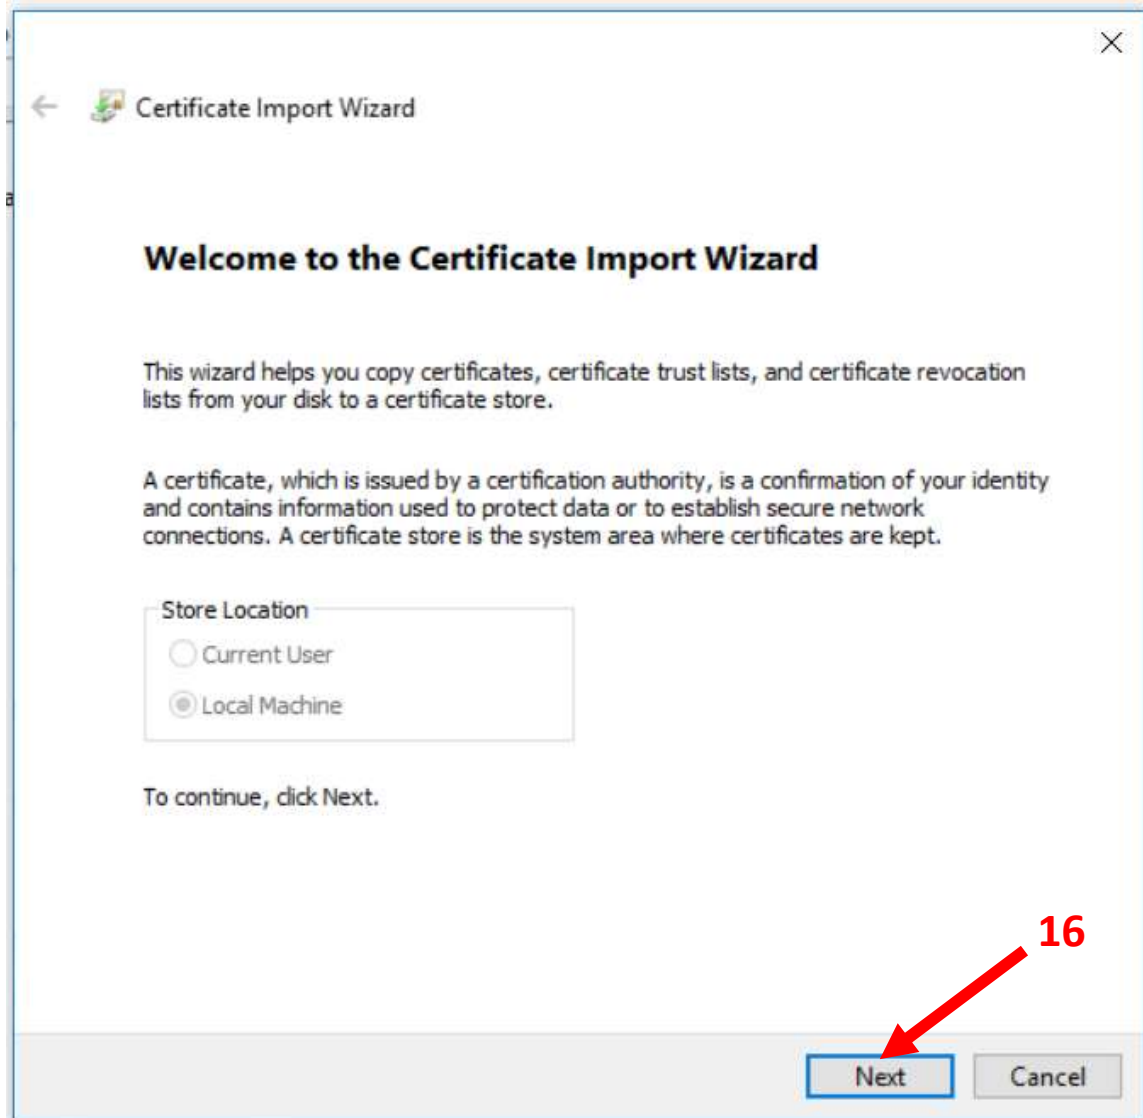 Certificate Import Wizard
Welcome to the Certificate Import Wizard
This wizard helps you copy certificates, certificate trust lists, and certificate revocation
lists from your disk to a certificate store.
A certificate, which is issued by a certification authority, is a confirmation of your identity
and contains information used to protect data or to establish secure network
connections. A certificate store is the system area where certificates are kept.
Store Location
Current User
Local Machine
To continue, click Next.
16
Next
Cancel